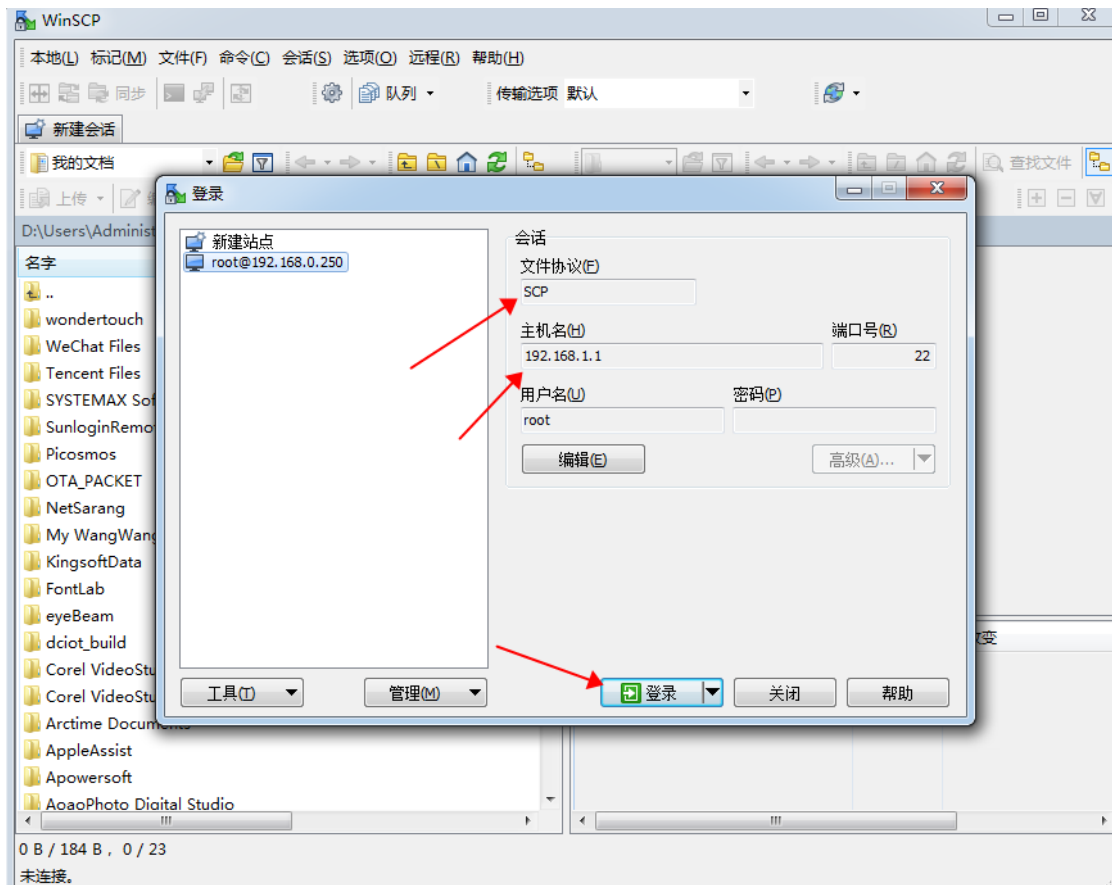 WinSCP
本地(L) 标记(M) 文件(F) 命令(C) 会话(S) 选项(O) 远程(R) 帮助(H)
同步 队列 传输选项 默认
新建会话
我的文档 查找文件
上传
D:\Users\Administ
名字
..
wondertouch
WeChat Files
Tencent Files
SYSTEMAX Sof
SunloginRemo
Picosmos
OTA_PACKET
NetSarang
My WangWang
KingsoftData
FontLab
eyeBeam
dciot_build
Corel VideoStu
Corel VideoStu
Arctime Documents
AppleAssist
Apowersoft
AoaoPhoto Digital Studio
登录
新建站点
root@192.168.0.250
会话
文件协议(F)
SCP
主机名(H) 端口号(R)
192.168.1.1 22
用户名(U) 密码(P)
root
编辑(E) 高级(A)...
工具(T) 管理(M) 登录 关闭 帮助
0 B / 184 B, 0 / 23
未连接。